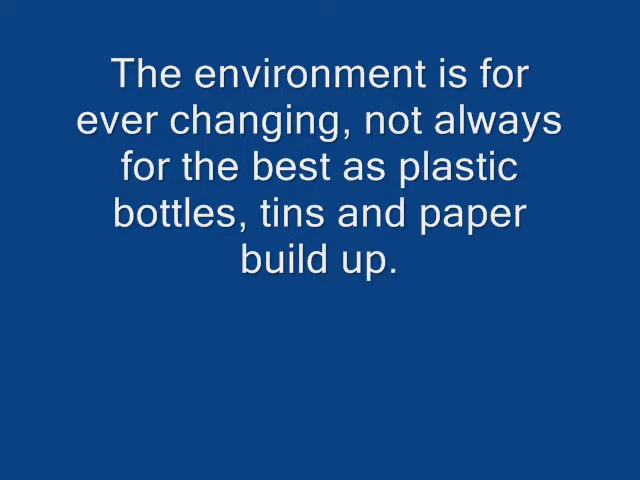 The environment is for
ever changing, not always
for the best as plastic
bottles, tins and paper
build up.